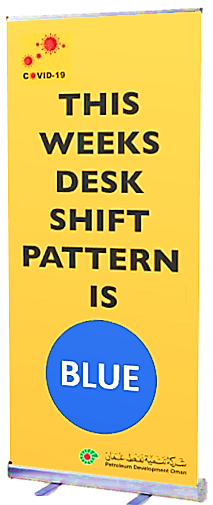 COVID-19
THIS
WEEKS
DESK
SHIFT
PATTERN
IS
BLUE
Petroleum Development Oman